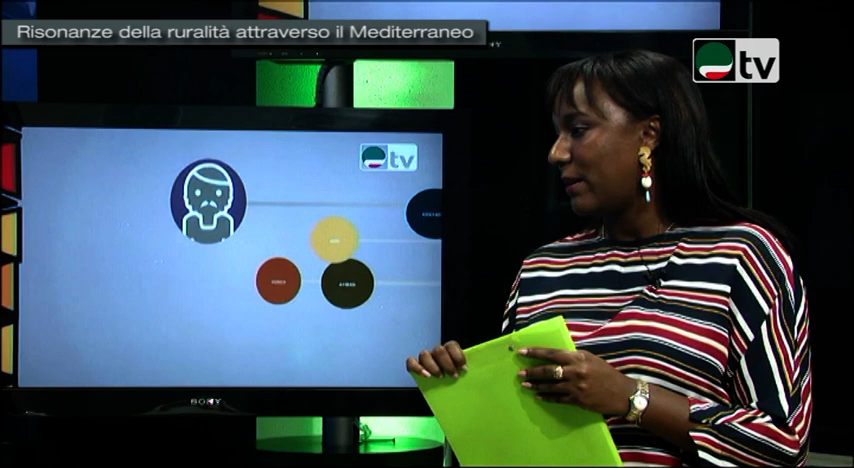 Risonanze della ruralità attraverso il Mediterraneo
tv
tv
SONY